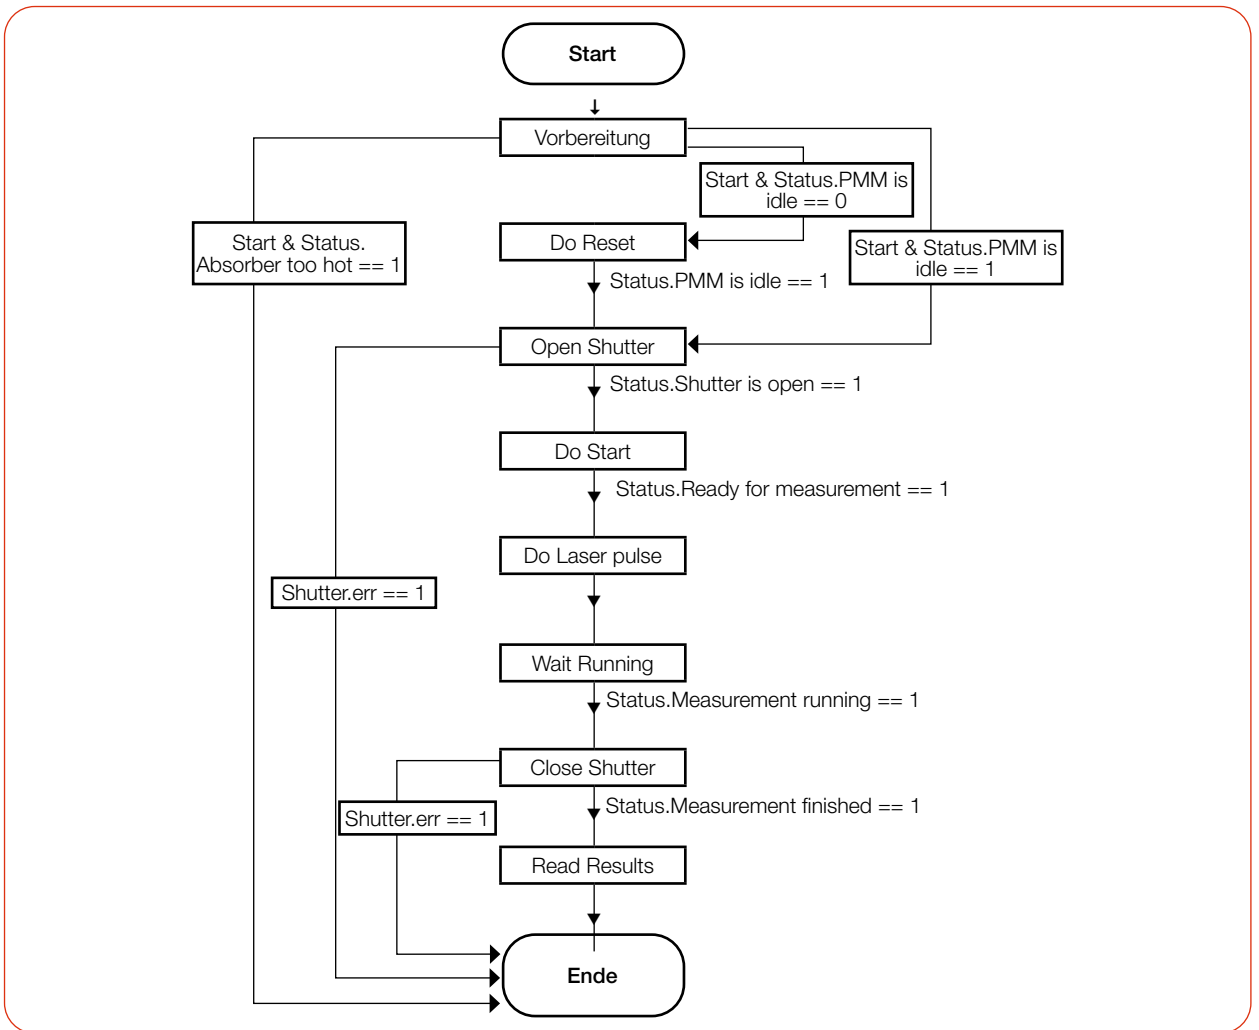 Start
Vorbereitung
Start & Status.PMM is
idle == 0
Start & Status.
Absorber too hot == 1
Do Reset
Start & Status.PMM is
idle == 1
Status.PMM is idle == 1
Open Shutter
Status.Shutter is open == 1
Do Start
Status.Ready for measurement == 1
Do Laser pulse
Shutter.err == 1
Wait Running
Status.Measurement running == 1
Close Shutter
Status.Measurement finished == 1
Shutter.err == 1
Read Results
Ende